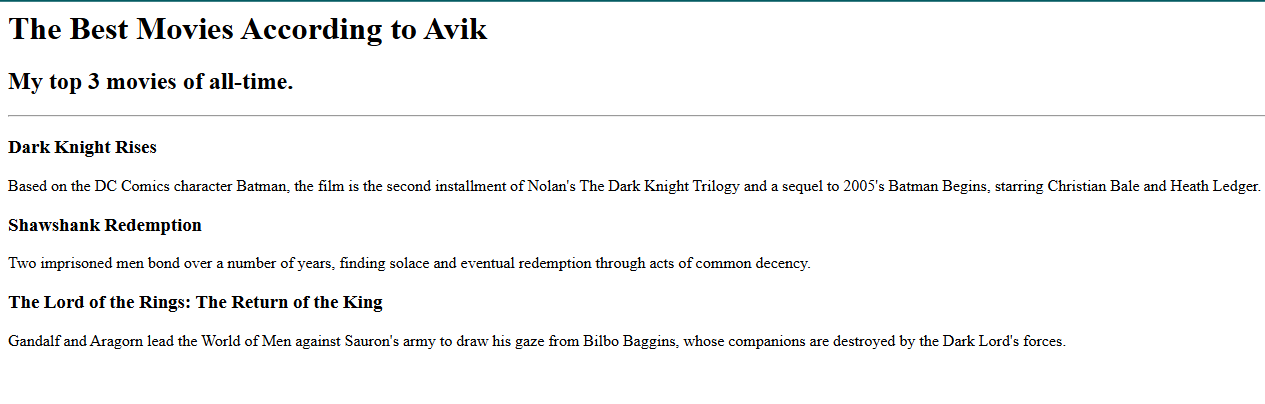 The Best Movies According to Avik
My top 3 movies of all-time.
Dark Knight Rises
Based on the DC Comics character Batman, the film is the second installment of Nolan's The Dark Knight Trilogy and a sequel to 2005's Batman Begins, starring Christian Bale and Heath Ledger.
Shawshank Redemption
Two imprisoned men bond over a number of years, finding solace and eventual redemption through acts of common decency.
The Lord of the Rings: The Return of the King
Gandalf and Aragorn lead the World of Men against Sauron's army to draw his gaze from Bilbo Baggins, whose companions are destroyed by the Dark Lord's forces.